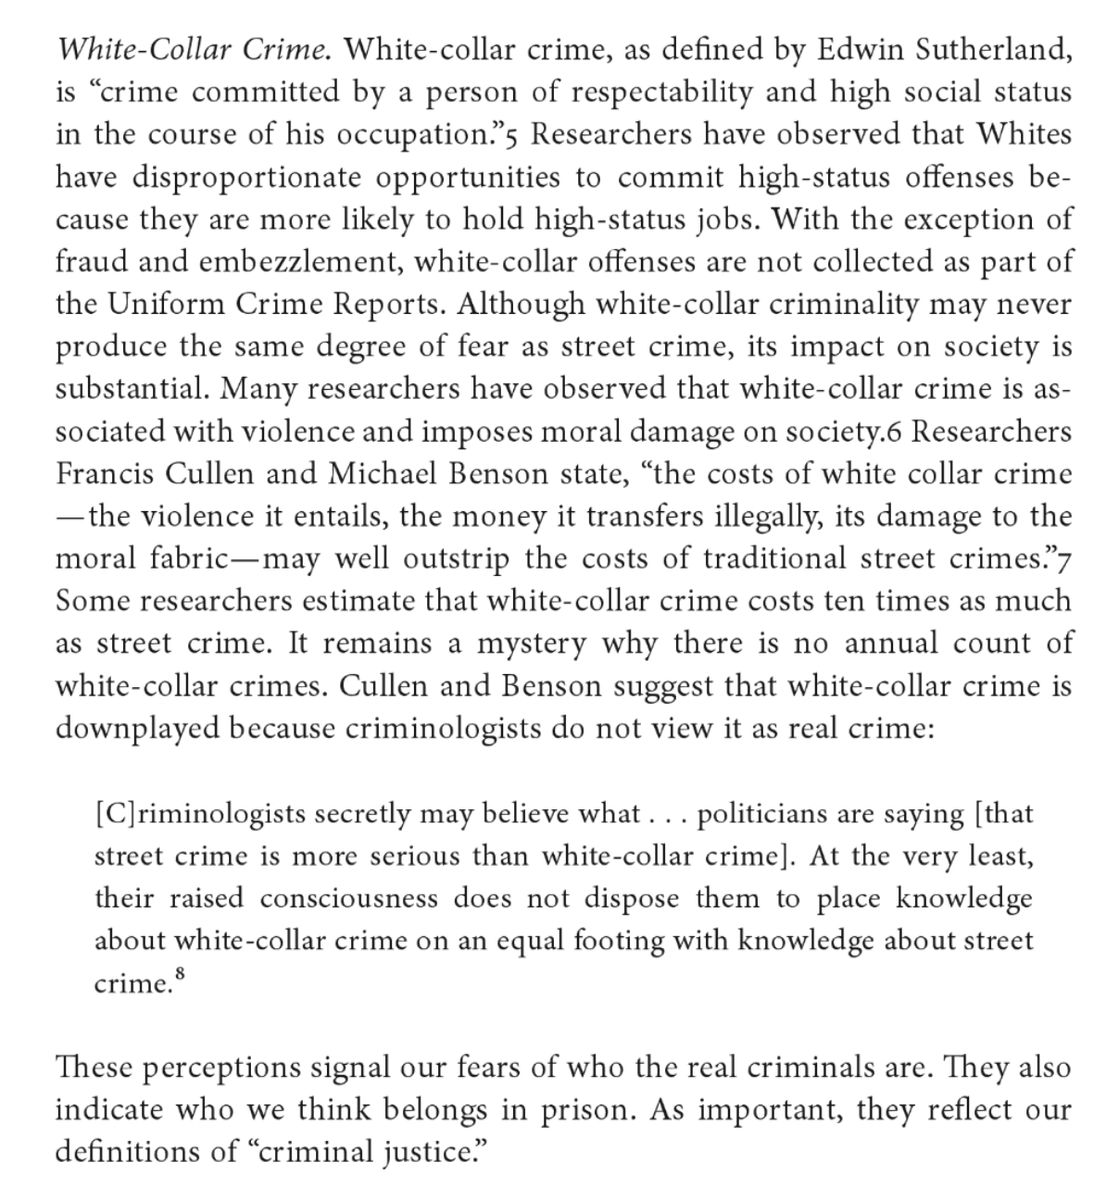 White-Collar Crime. White-collar crime, as defined by Edwin Sutherland,
is “crime committed by a person of respectability and high social status
in the course of his occupation.”5 Researchers have observed that Whites
have disproportionate opportunities to commit high-status offenses be-
cause they are more likely to hold high-status jobs. With the exception of
fraud and embezzlement, white-collar offenses are not collected as part of
the Uniform Crime Reports. Although white-collar criminality may never
produce the same degree of fear as street crime, its impact on society is
substantial. Many researchers have observed that white-collar crime is as-
sociated with violence and imposes moral damage on society.6 Researchers
Francis Cullen and Michael Benson state, “the costs of white collar crime
—the violence it entails, the money it transfers illegally, its damage to the
moral fabric—may well outstrip the costs of traditional street crimes.”7
Some researchers estimate that white-collar crime costs ten times as much
as street crime. It remains a mystery why there is no annual count of
white-collar crimes. Cullen and Benson suggest that white-collar crime is
downplayed because criminologists do not view it as real crime:
[C]riminologists secretly may believe what . . . politicians are saying [that
street crime is more serious than white-collar crime]. At the very least,
their raised consciousness does not dispose them to place knowledge
about white-collar crime on an equal footing with knowledge about street
crime.⁸
These perceptions signal our fears of who the real criminals are. They also
indicate who we think belongs in prison. As important, they reflect our
definitions of “criminal justice.”